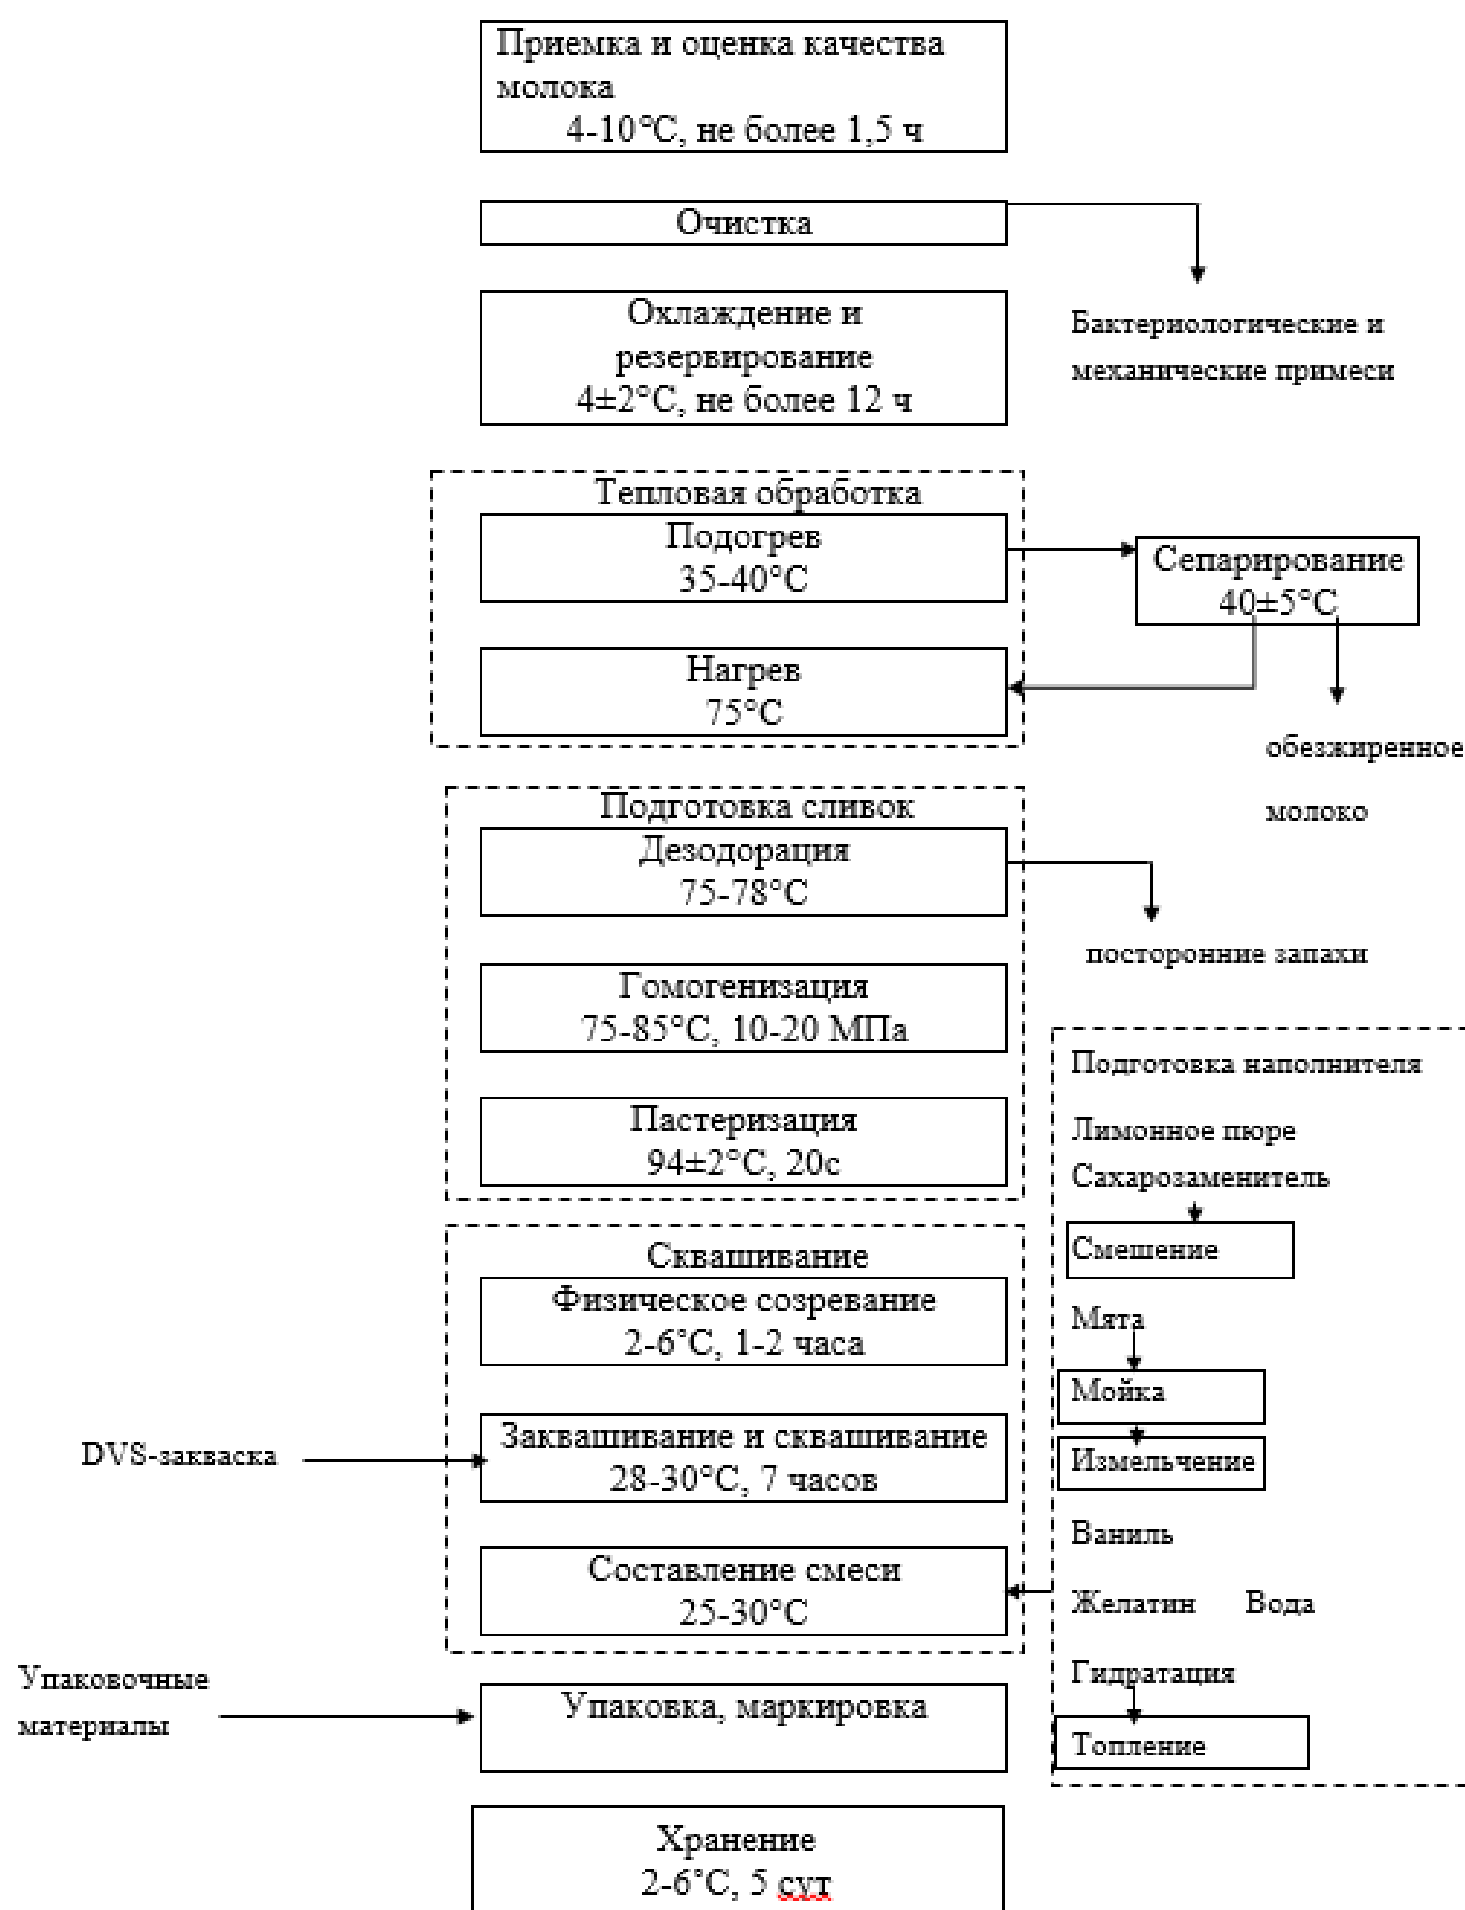 Приемка и оценка качества
молока
4-10°С, не более 1,5 ч
Очистка
Бактериологические и
механические примеси
Охлаждение и
резервирование
4±2°С, не более 12 ч
Тепловая обработка
Подогрев
35-40°С
Сепарирование
40±5°С
Нагрев
75°С
обезжиренное
молоко
Подготовка сливок
Дезодорация
75-78°С
посторонние запахи
Гомогенизация
75-85°С, 10-20 МПа
Пастеризация
94±2°С, 20с
Подготовка наполнителя
Лимонное пюре
Сахарозаменитель
Смешение
Мята
Мойка
Измельчение
Ваниль
Желатин Вода
Гидратация
Топление
Сквашивание
Физическое созревание
2-6°С, 1-2 часа
DVS-закваска
Заквашивание и сквашивание
28-30°С, 7 часов
Составление смеси
25-30°С
Упаковочные
материалы
Упаковка, маркировка
Хранение
2-6°С, 5 сут